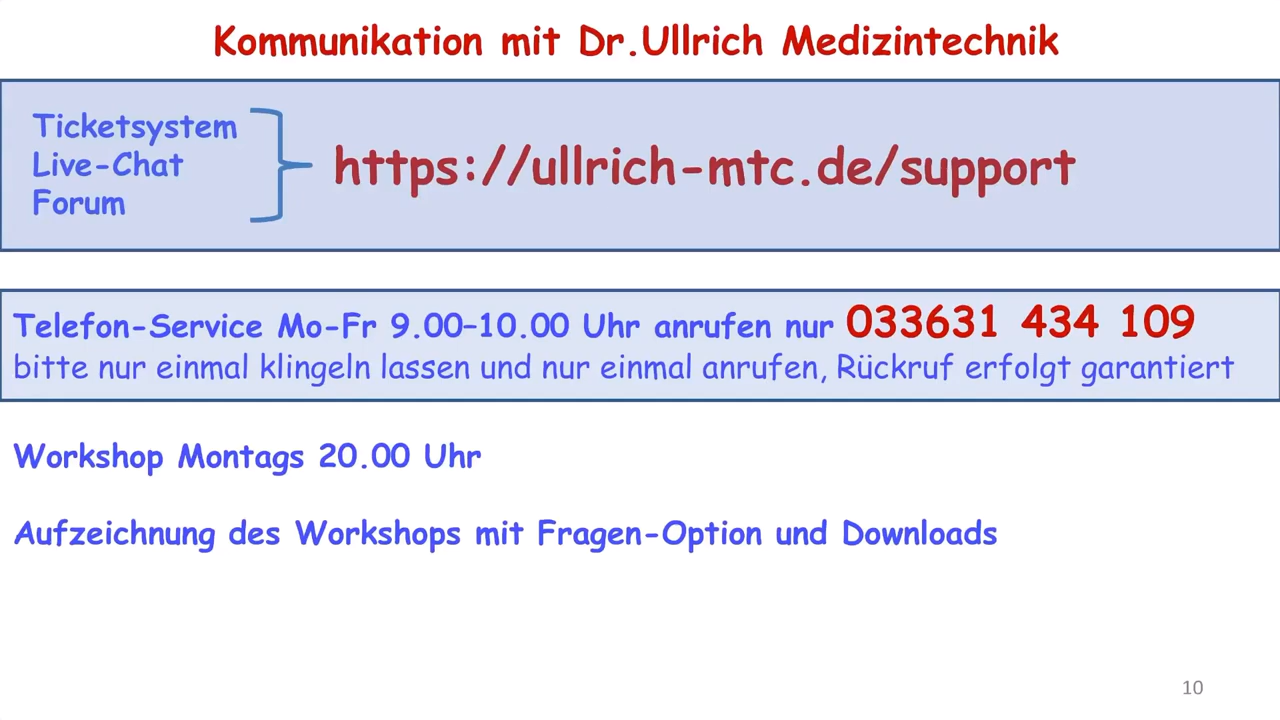 Kommunikation mit Dr.Ullrich Medizintechnik
Ticketsystem
Live-Chat
Forum
https://ullrich-mtc.de/support
Telefon-Service Mo-Fr 9.00–10.00 Uhr anrufen nur 033631 434 109
bitte nur einmal klingeln lassen und nur einmal anrufen, Rückruf erfolgt garantiert
Workshop Montags 20.00 Uhr
Aufzeichnung des Workshops mit Fragen-Option und Downloads
10